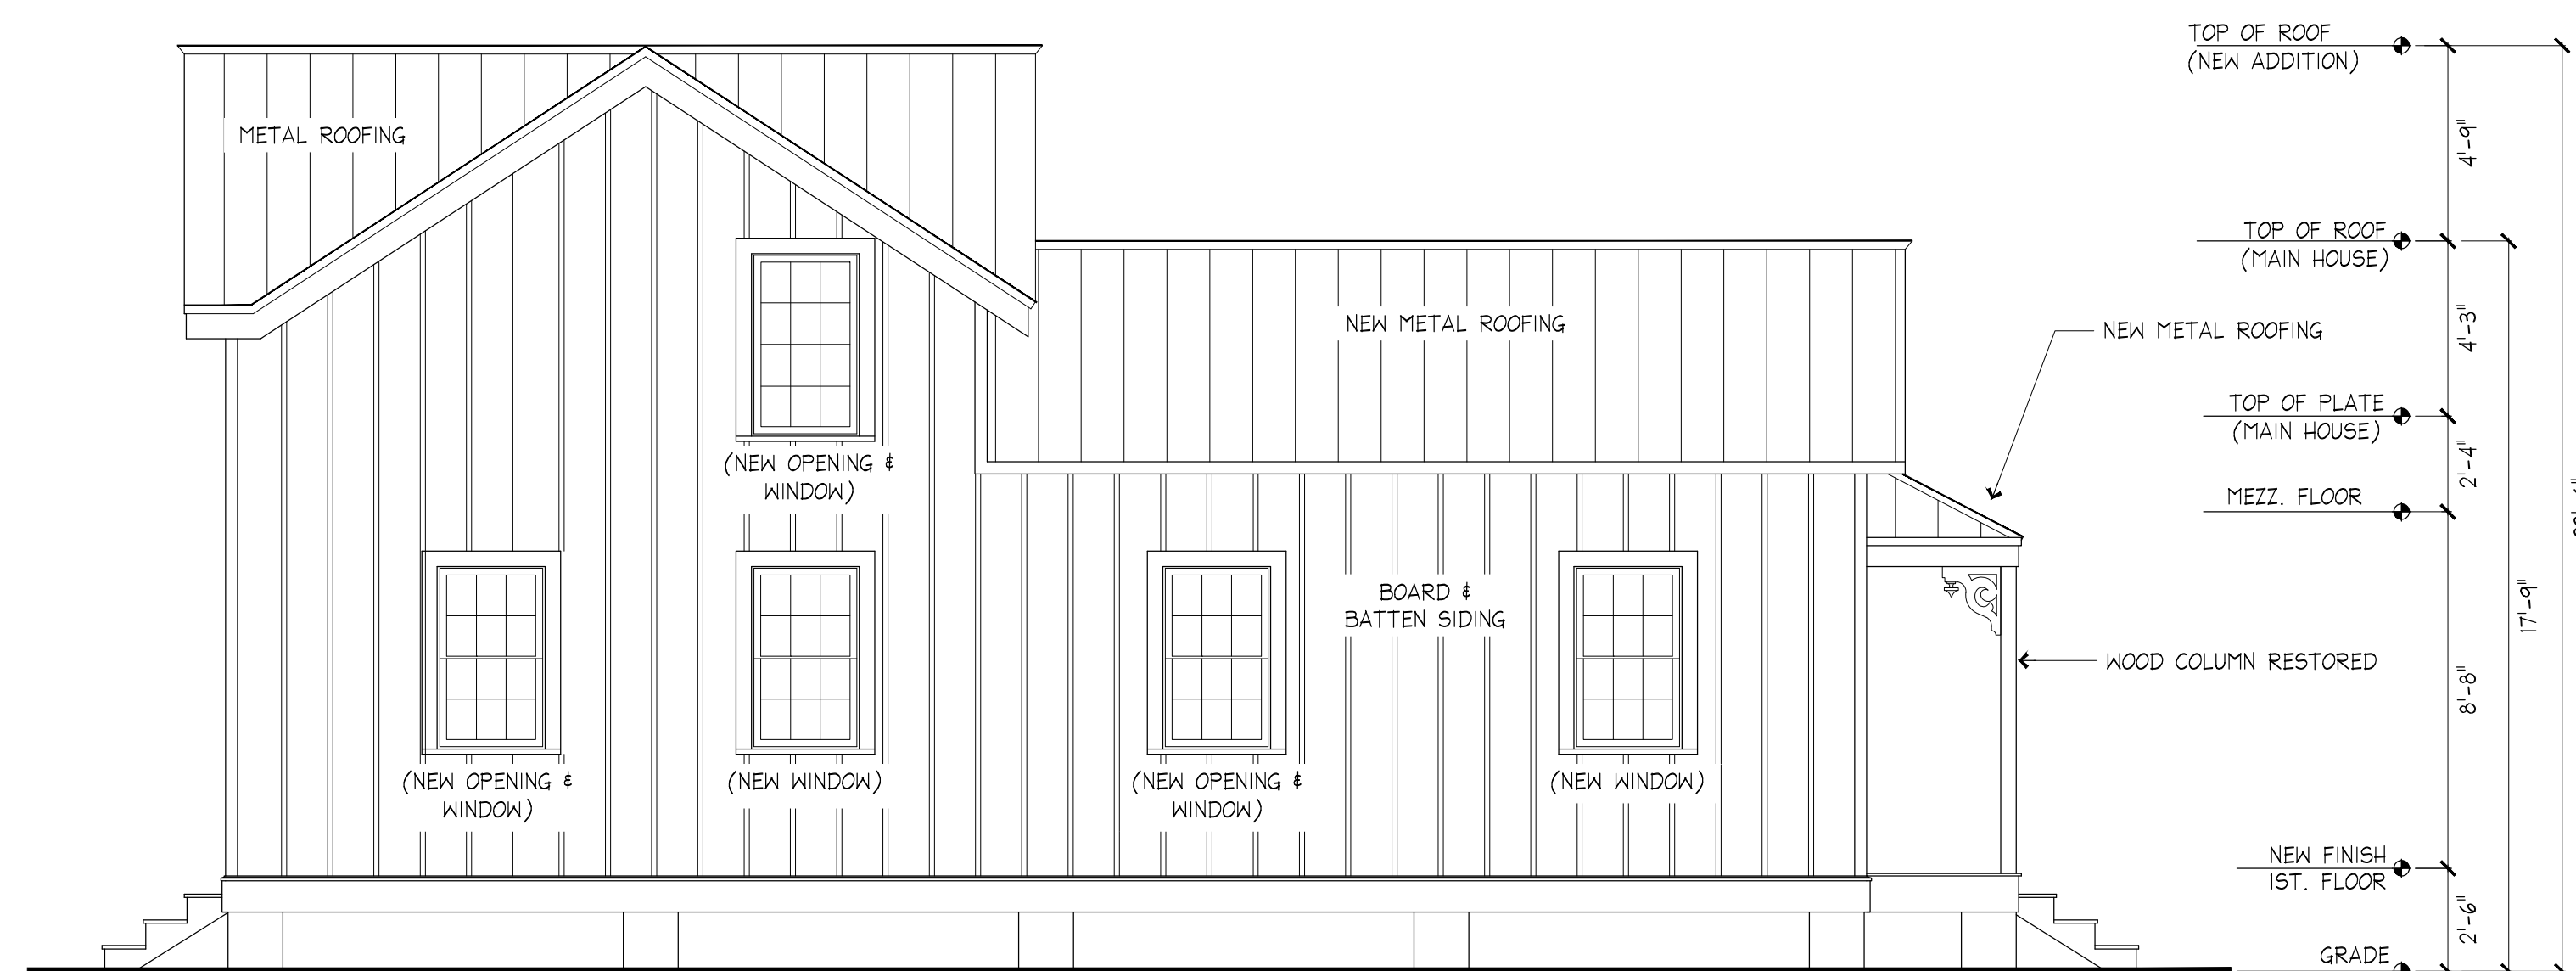 TOP OF ROOF
(NEW ADDITION)
METAL ROOFING
4'-9"
TOP OF ROOF
(MAIN HOUSE)
NEW METAL ROOFING
NEW METAL ROOFING
4'-3"
TOP OF PLATE
(MAIN HOUSE)
(NEW OPENING &
WINDOW)
2'-4"
MEZZ. FLOOR
BOARD &
BATTEN SIDING
17'-9"
WOOD COLUMN RESTORED
8'-8"
(NEW OPENING &
WINDOW)
(NEW WINDOW)
(NEW OPENING &
WINDOW)
(NEW WINDOW)
NEW FINISH
1ST. FLOOR
2'-6"
GRADE